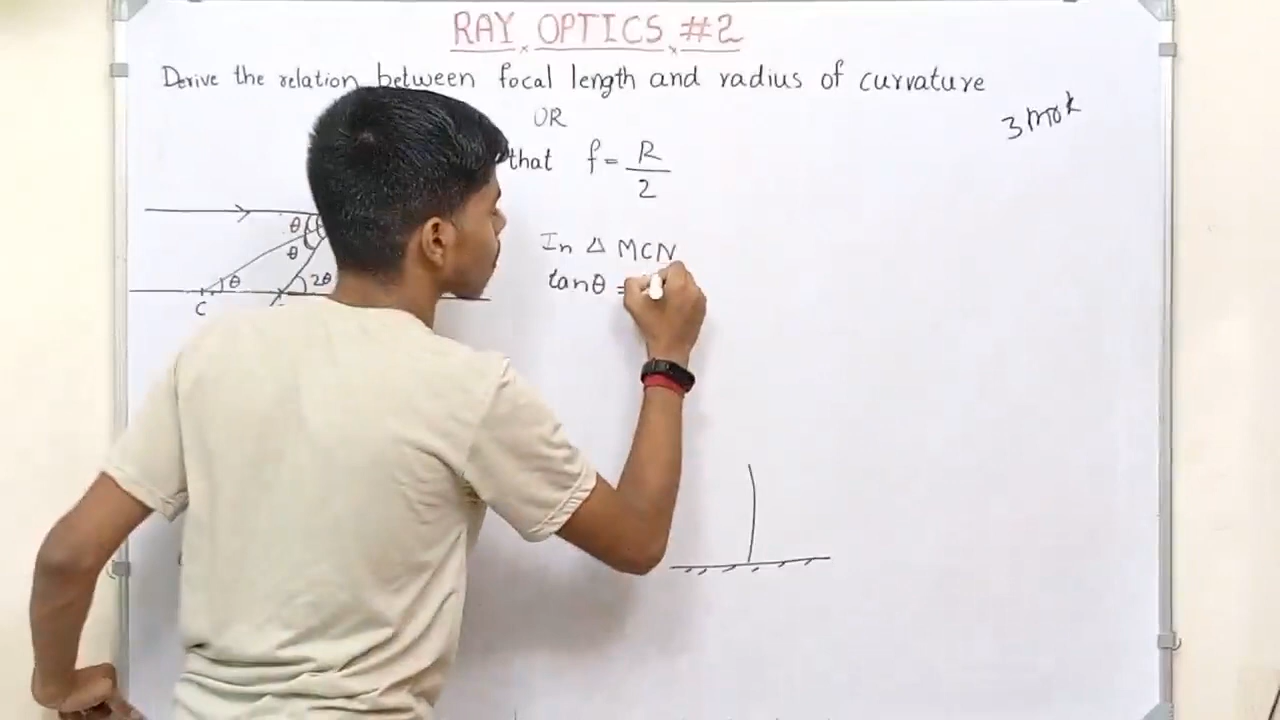 RAY OPTICS #2
Derive the relation between focal length and radius of curvature
OR
that f = R/2
3 mark
θ
θ
θ
2θ
C
In Δ MCN
tanθ =